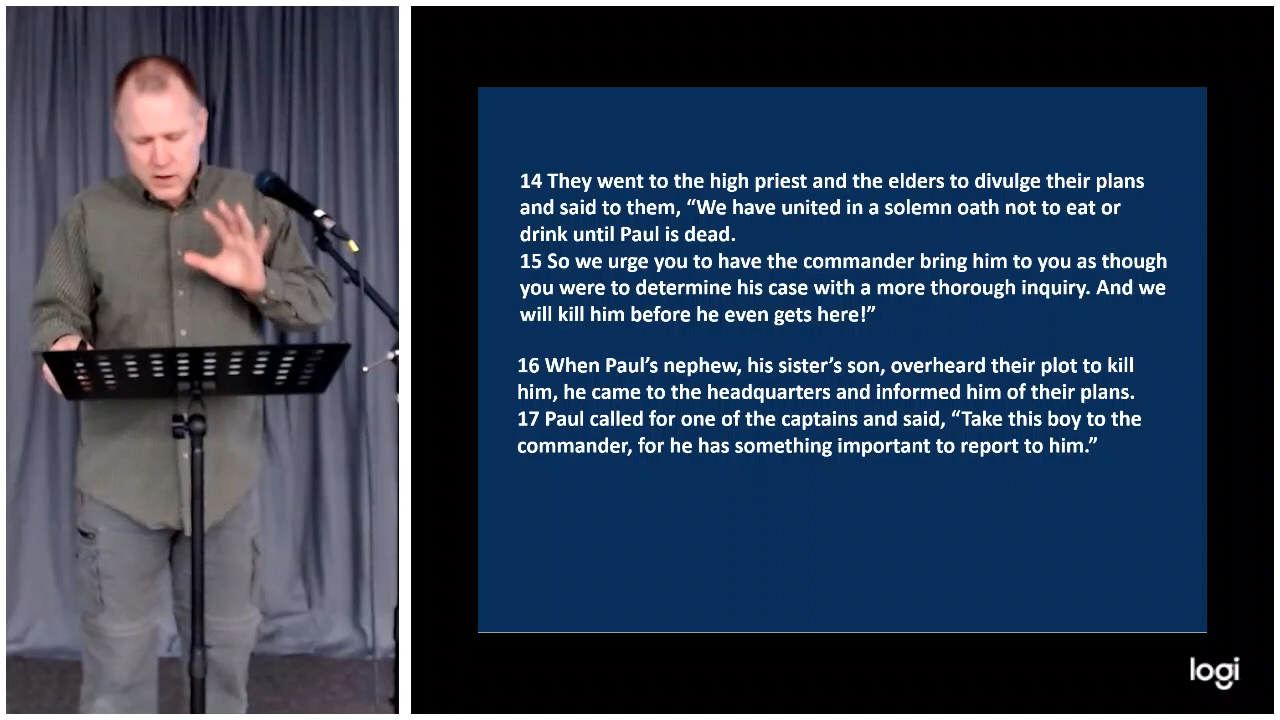 14 They went to the high priest and the elders to divulge their plans
and said to them, “We have united in a solemn oath not to eat or
drink until Paul is dead.
15 So we urge you to have the commander bring him to you as though
you were to determine his case with a more thorough inquiry. And we
will kill him before he even gets here!”
16 When Paul’s nephew, his sister’s son, overheard their plot to kill
him, he came to the headquarters and informed him of their plans.
17 Paul called for one of the captains and said, “Take this boy to the
commander, for he has something important to report to him.”
logi